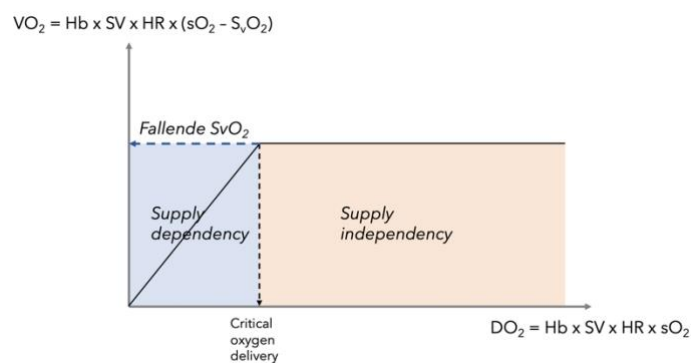 VO₂ = Hb x SV x HR x (sO₂ – SᵥO₂)
Fallende SvO₂
Supply
dependency
Supply
independency
Critical
oxygen
delivery
DO₂ = Hb x SV x HR x sO₂